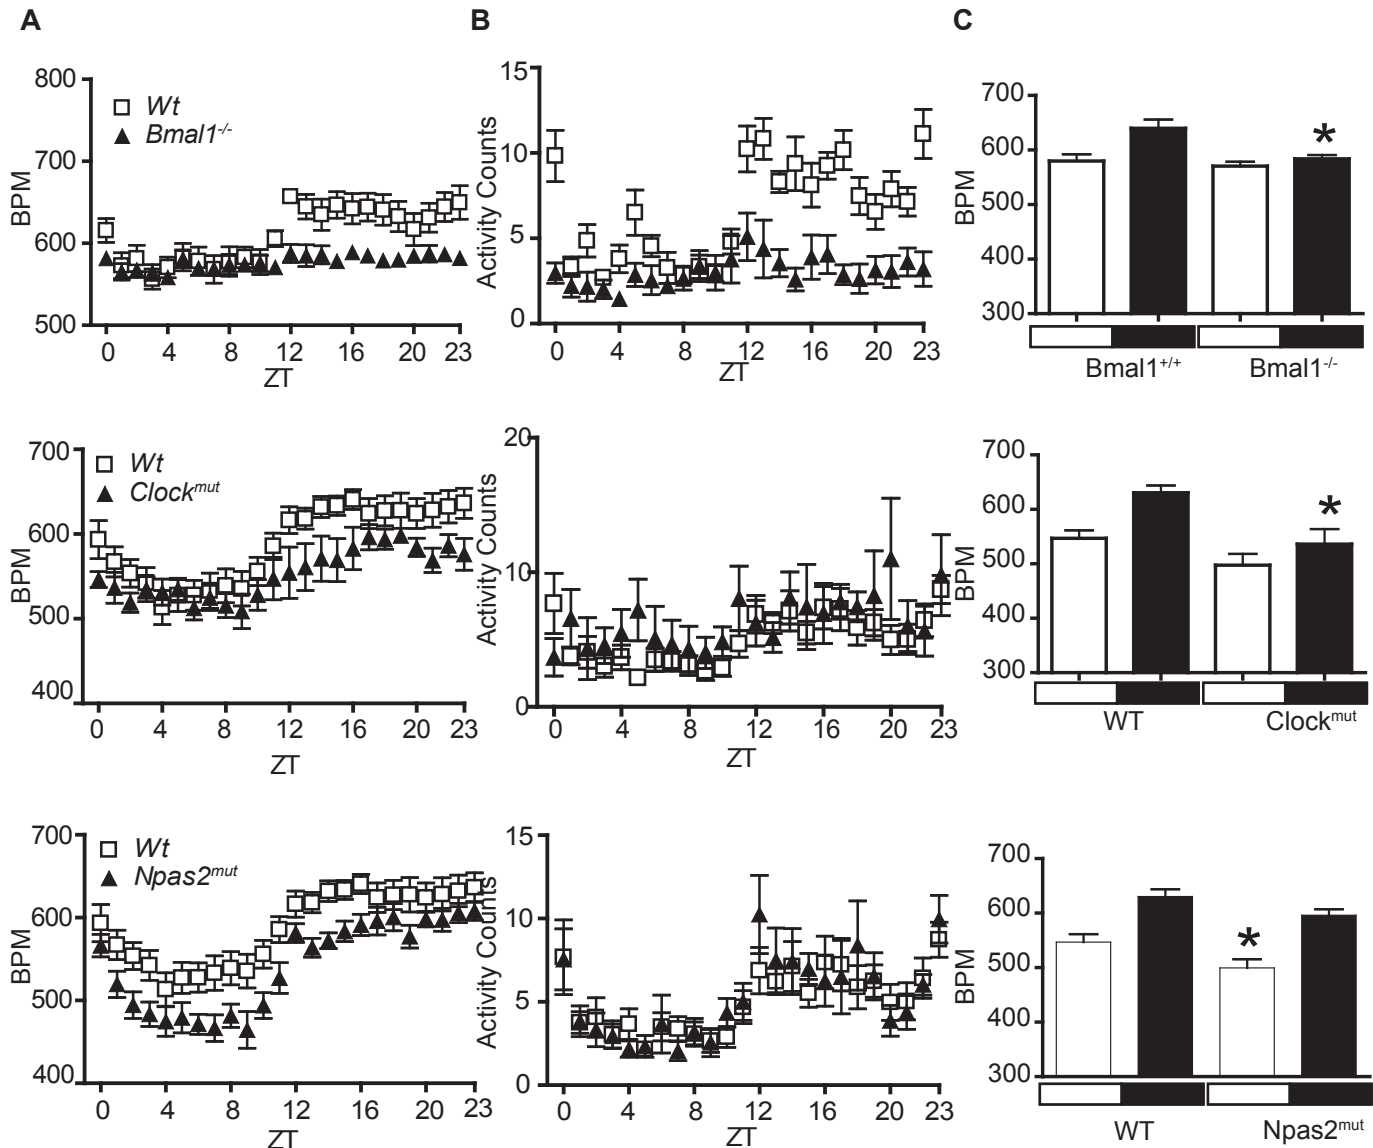 A
B
C
800
700
600
500
BPM
Wt
Bmal1-/-
0 4 8 12 16 20 23
ZT
15
10
5
0
Activity Counts
0 4 8 12 16 20 23
ZT
700
600
500
400
300
BPM
*
Bmal1+/+ Bmal1-/-
700
600
500
400
BPM
Wt
Clockmut
0 4 8 12 16 20 23
ZT
20
10
0
Activity Counts
0 4 8 12 16 20 23
ZT
700
600
500
400
300
BPM
*
WT Clockmut
700
600
500
400
BPM
Wt
Npas2mut
0 4 8 12 16 20 23
ZT
15
10
5
0
Activity Counts
0 4 8 12 16 20 23
ZT
700
600
500
400
300
BPM
*
WT Npas2mut